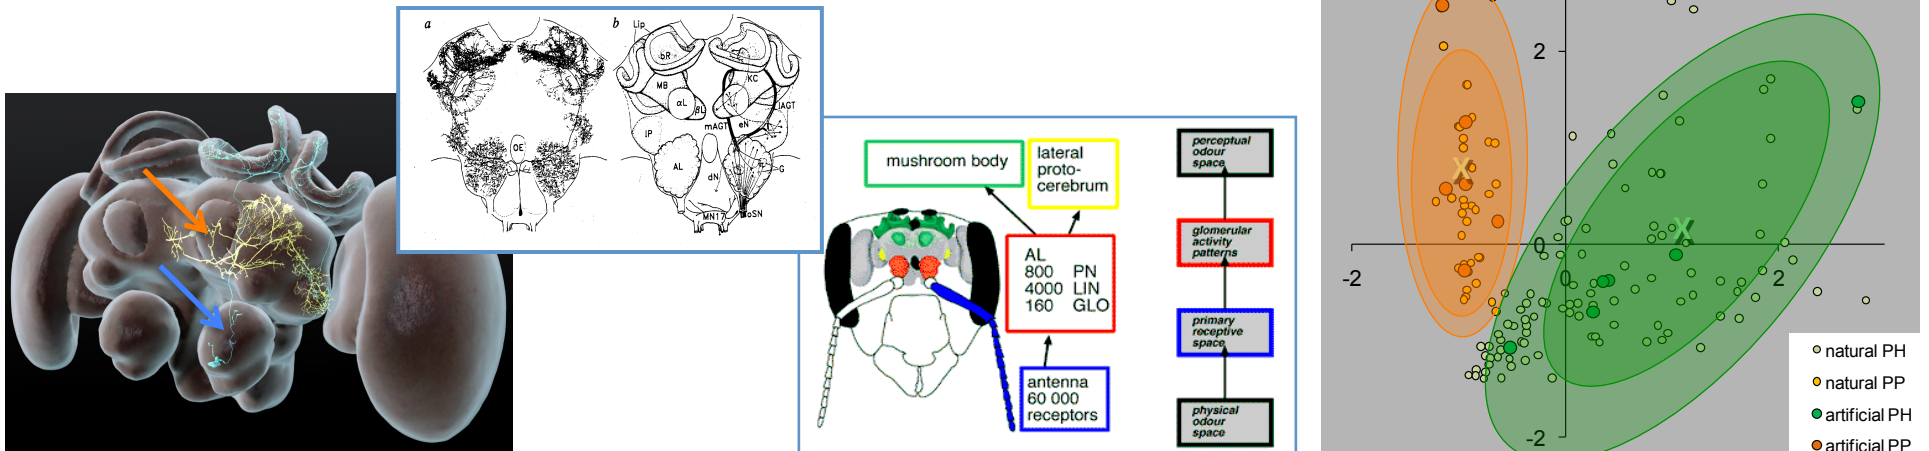 a
b
Lip
bR
MB
KC
αL
βL
lAGT
mAGT
eN
lP
OE
AL
dN
G
MN17
oSN
mushroom body
lateral
proto-
cerebrum
AL
800 PN
4000 LIN
160 GLO
antenna
60 000
receptors
perceptual
odour
space
glomerular
activity
patterns
primary
receptive
space
physical
odour
space
2
X
X
-2
0
0
2
-2
natural PH
natural PP
artificial PH
artificial PP